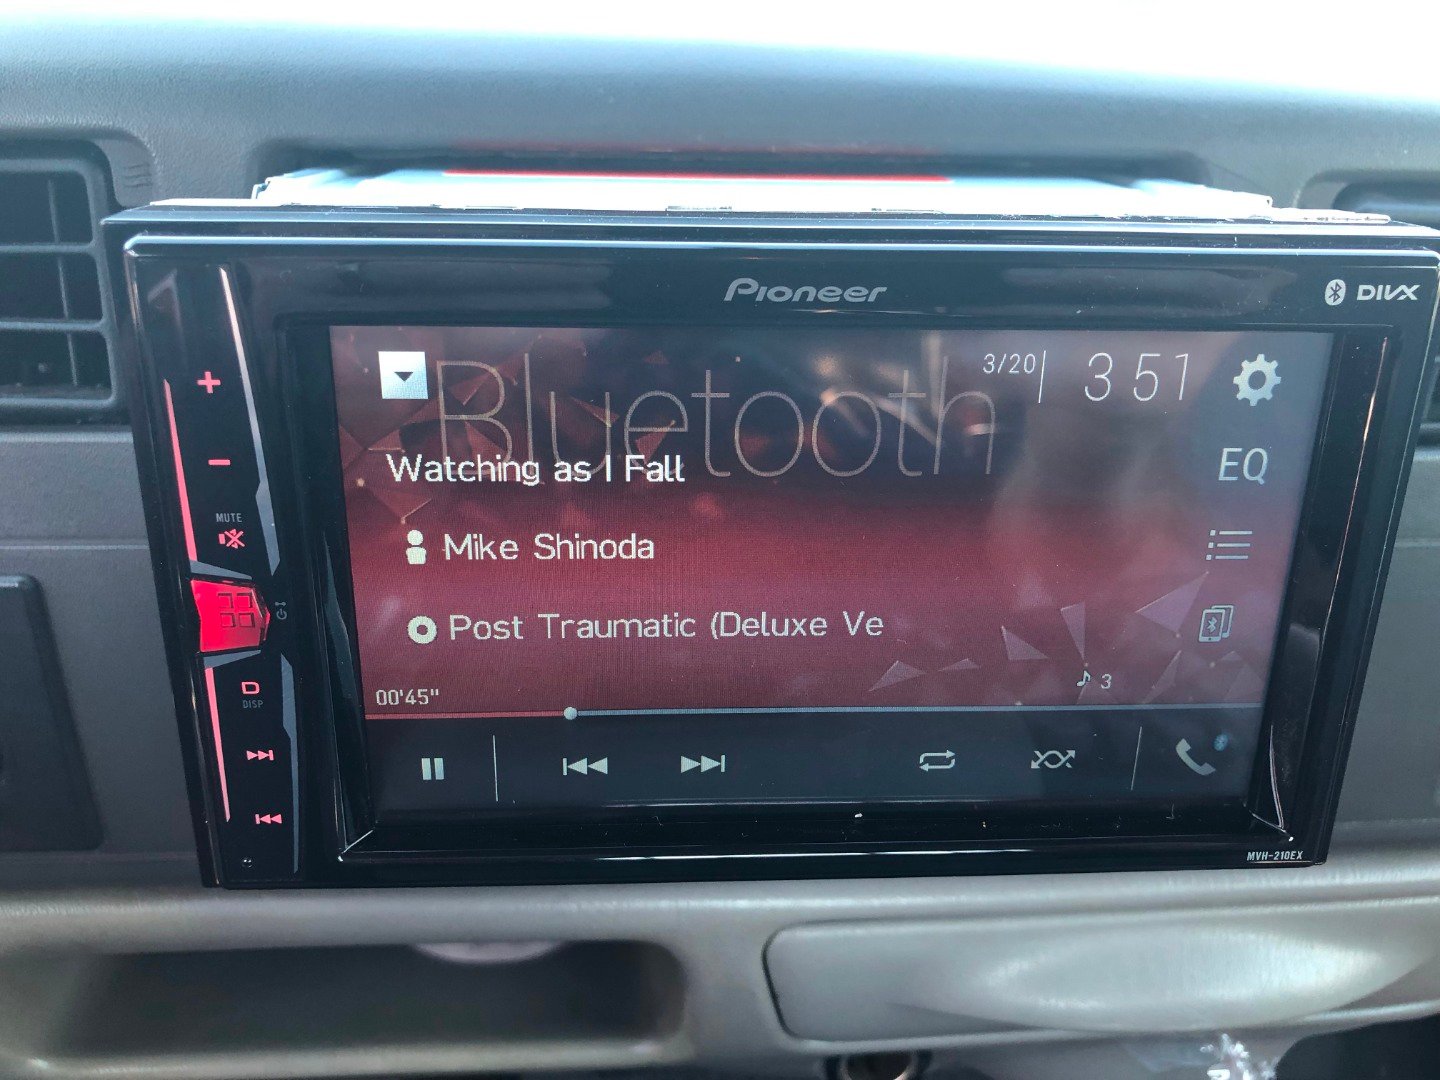 Pioneer
DIVX
Bluetooth
3/20
3 51
Watching as I Fall
EQ
Mike Shinoda
Post Traumatic (Deluxe Ve
00'45"
3
MUTE
D
DISP
MVH-210EX